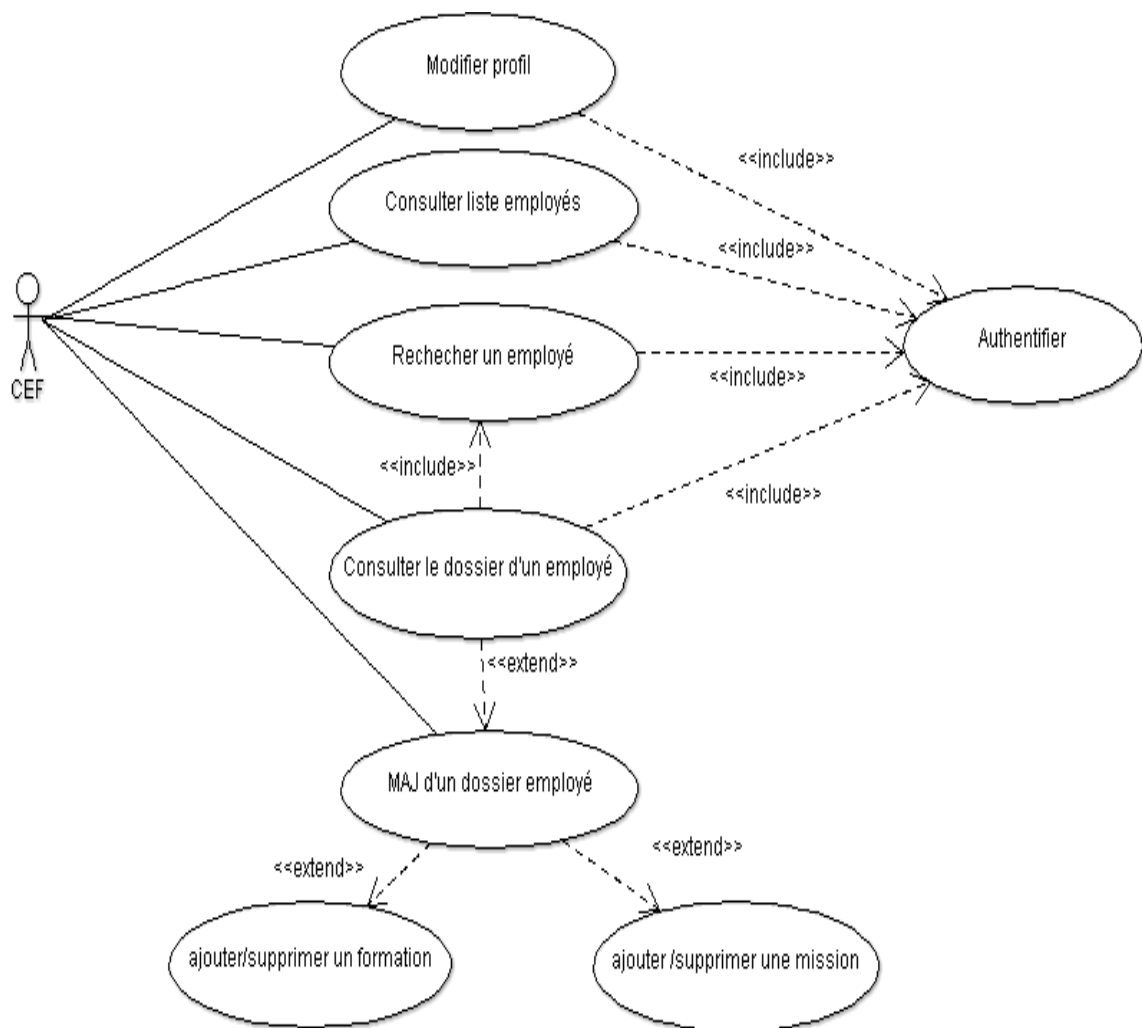 Modifier profil
<<include>>
Consulter liste employés
<<include>>
Authentifier
Rechecher un employé
<<include>>
CEF
<<include>>
<<include>>
Consulter le dossier d'un employé
<<extend>>
MAJ d'un dossier employé
<<extend>>
<<extend>>
ajouter/supprimer un formation
ajouter /supprimer une mission